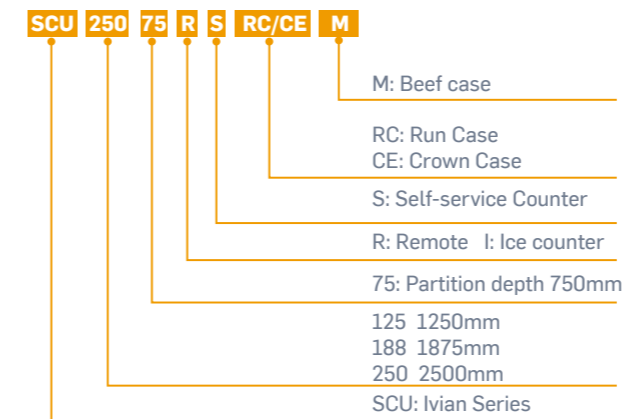 SCU 250 75 R S RC/CE M
M: Beef case
RC: Run Case
CE: Crown Case
S: Self-service Counter
R: Remote I: Ice counter
75: Partition depth 750mm
125 1250mm
188 1875mm
250 2500mm
SCU: Ivian Series